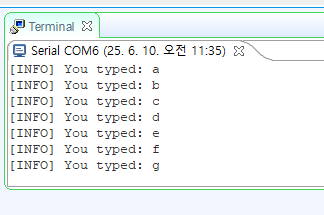 Terminal
Serial COM6 (25. 6. 10. 오전 11:35)
[INFO] You typed: a
[INFO] You typed: b
[INFO] You typed: c
[INFO] You typed: d
[INFO] You typed: e
[INFO] You typed: f
[INFO] You typed: g